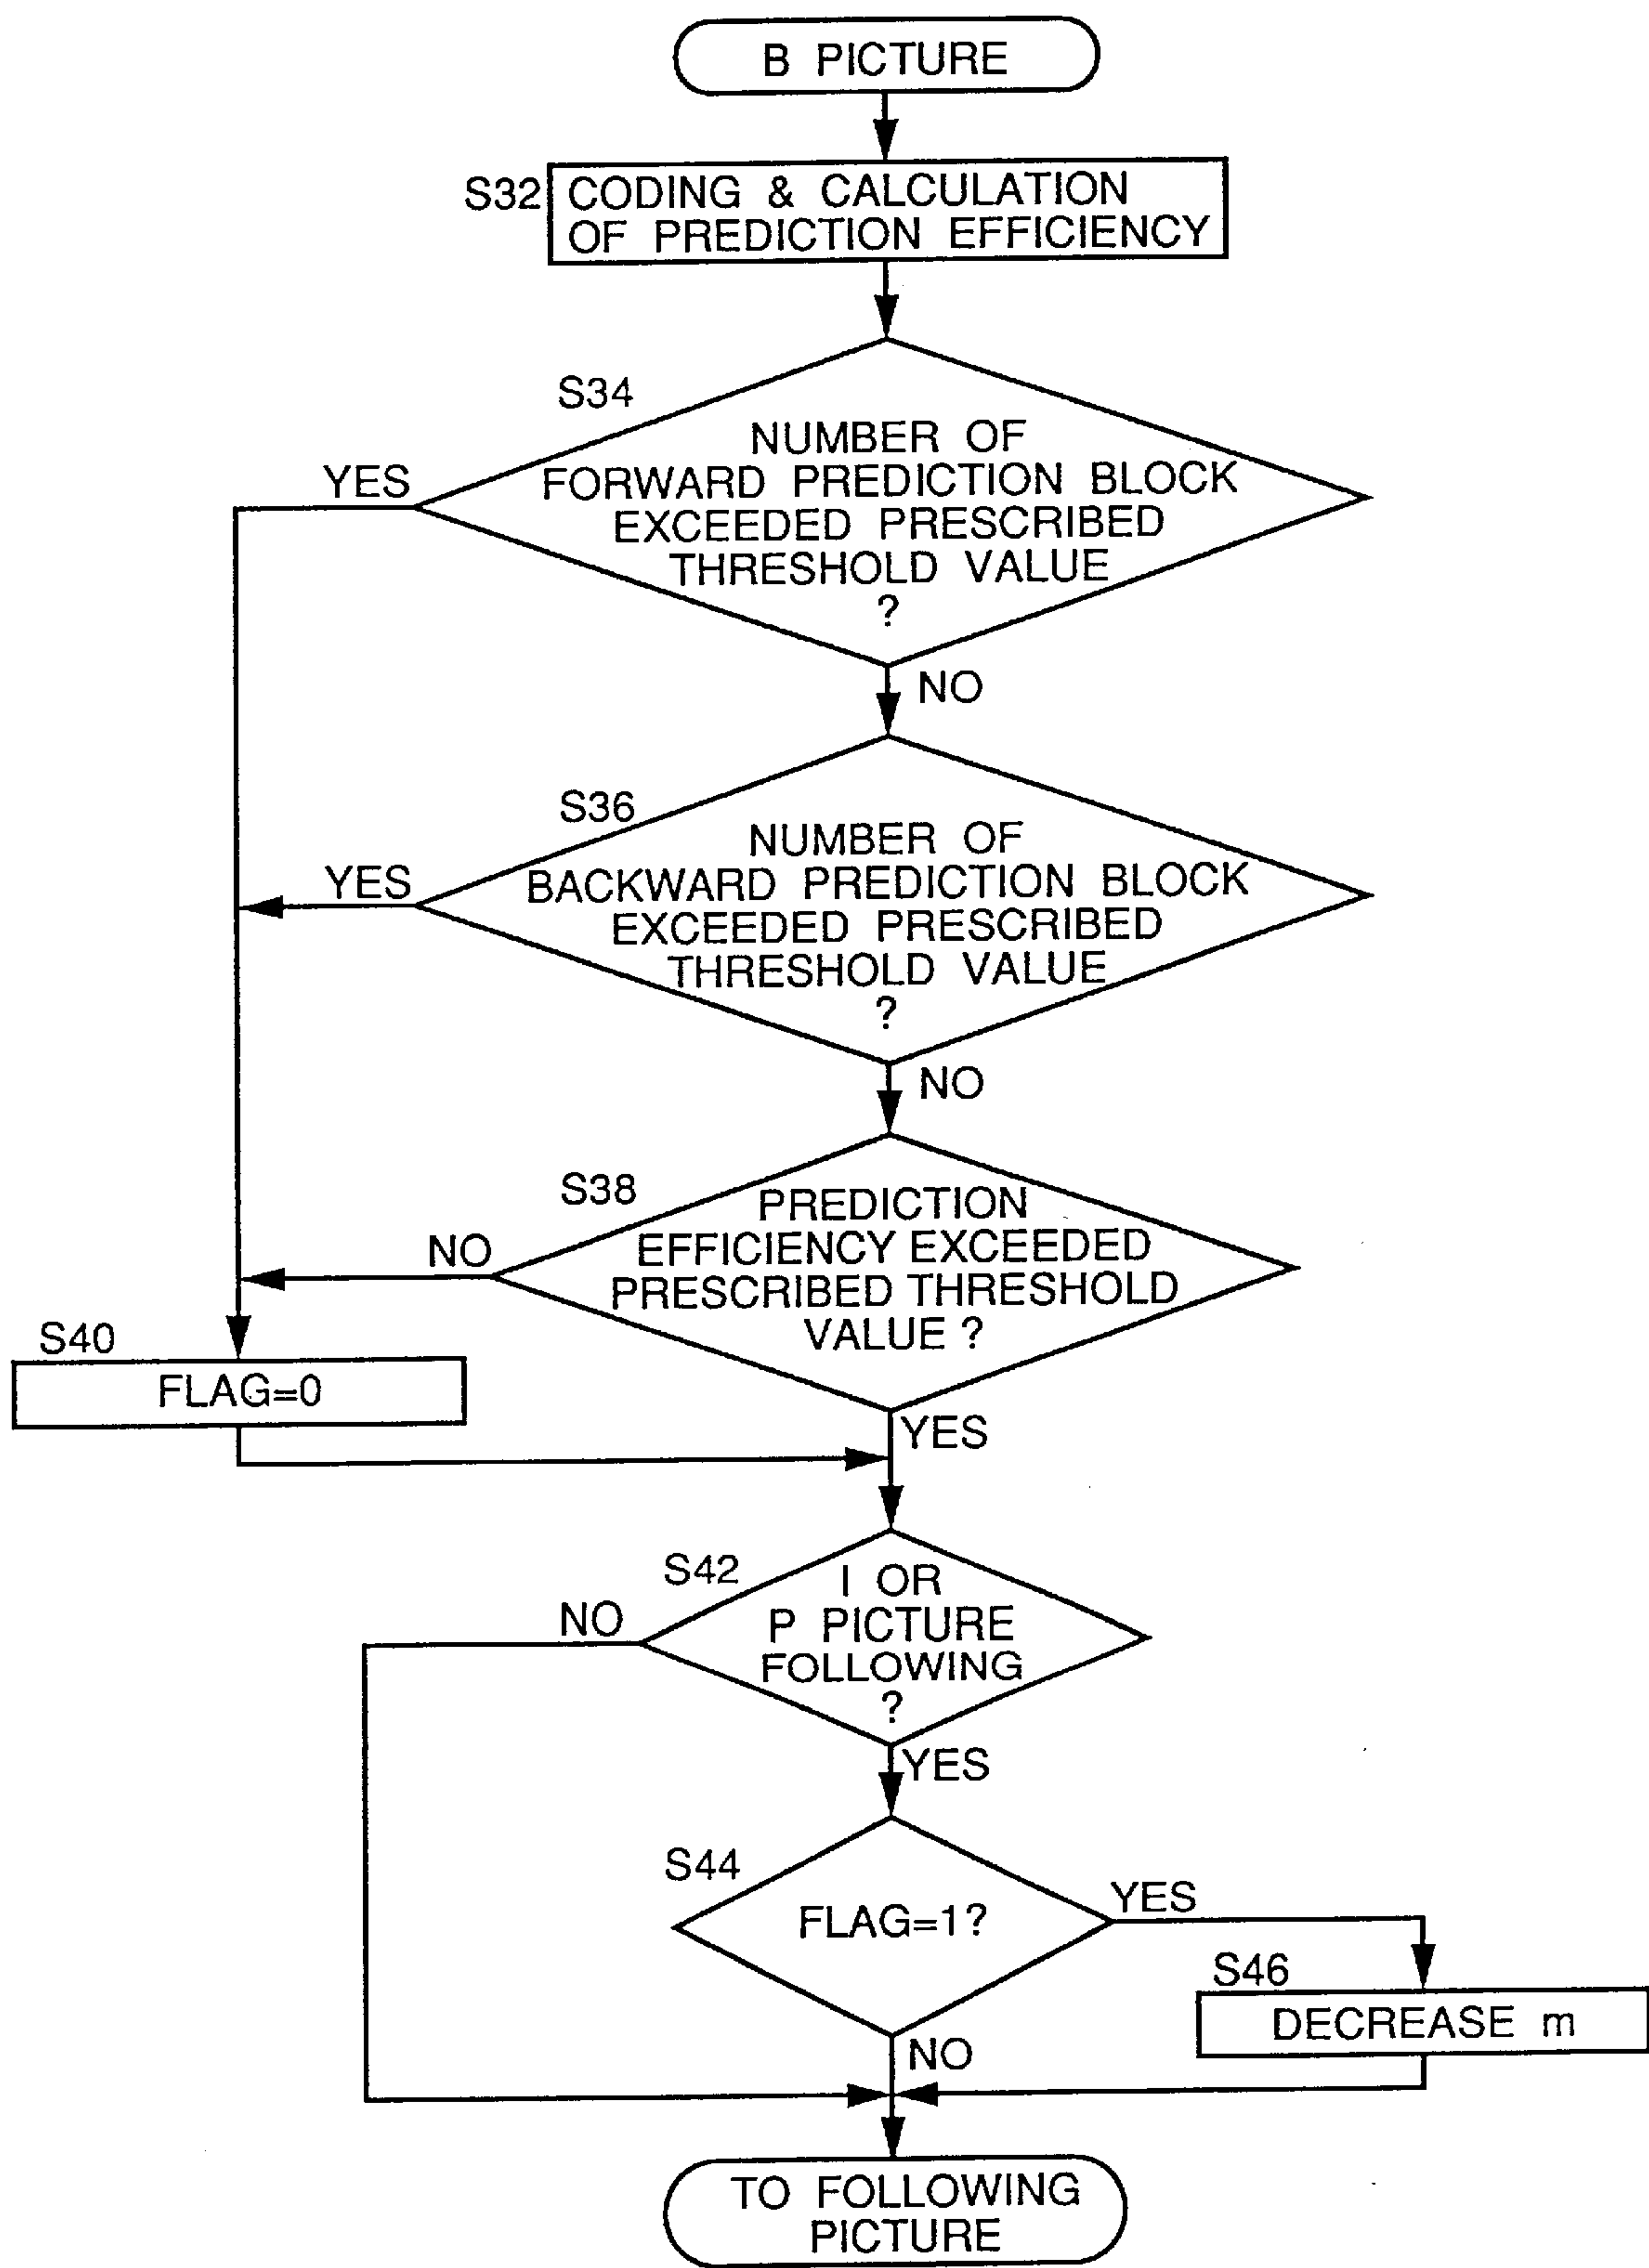 B PICTURE
S32
CODING & CALCULATION
OF PREDICTION EFFICIENCY
S34
NUMBER OF
FORWARD PREDICTION BLOCK
EXCEEDED PRESCRIBED
THRESHOLD VALUE
?
YES
NO
S36
NUMBER OF
BACKWARD PREDICTION BLOCK
EXCEEDED PRESCRIBED
THRESHOLD VALUE
?
YES
NO
S38
PREDICTION
EFFICIENCY EXCEEDED
PRESCRIBED THRESHOLD
VALUE ?
NO
YES
S40
FLAG=0
S42
I OR
P PICTURE
FOLLOWING
?
NO
YES
S44
FLAG=1?
YES
NO
S46
DECREASE m
TO FOLLOWING
PICTURE